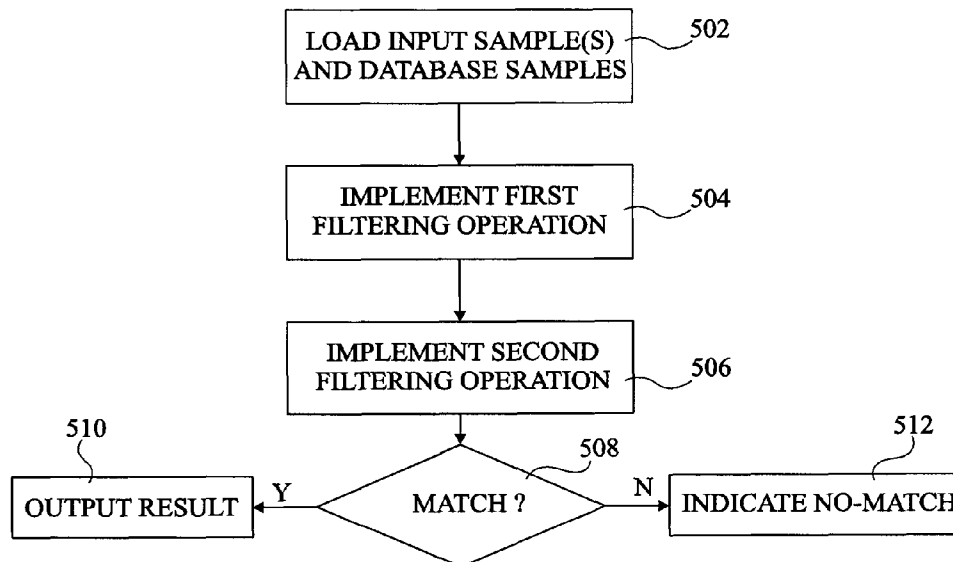 LOAD INPUT SAMPLE(S)
AND DATABASE SAMPLES
502
IMPLEMENT FIRST
FILTERING OPERATION
504
IMPLEMENT SECOND
FILTERING OPERATION
506
510
508
512
OUTPUT RESULT
Y
MATCH ?
N
INDICATE NO-MATCH